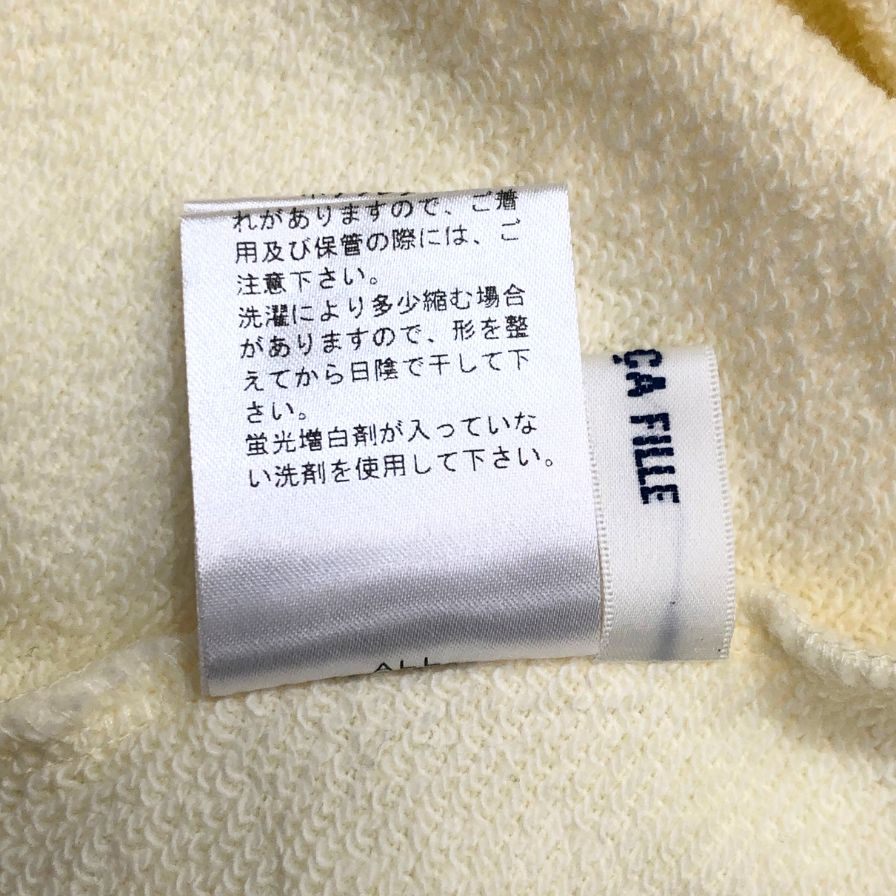 れがありますので、ご着
用及び保管の際には、ご
注意下さい。
洗濯により多少縮む場合
がありますので、形を整
えてから日陰で干して下
さい。
蛍光増白剤が入っていな
い洗剤を使用して下さい。
ÇA FILLE
ALL